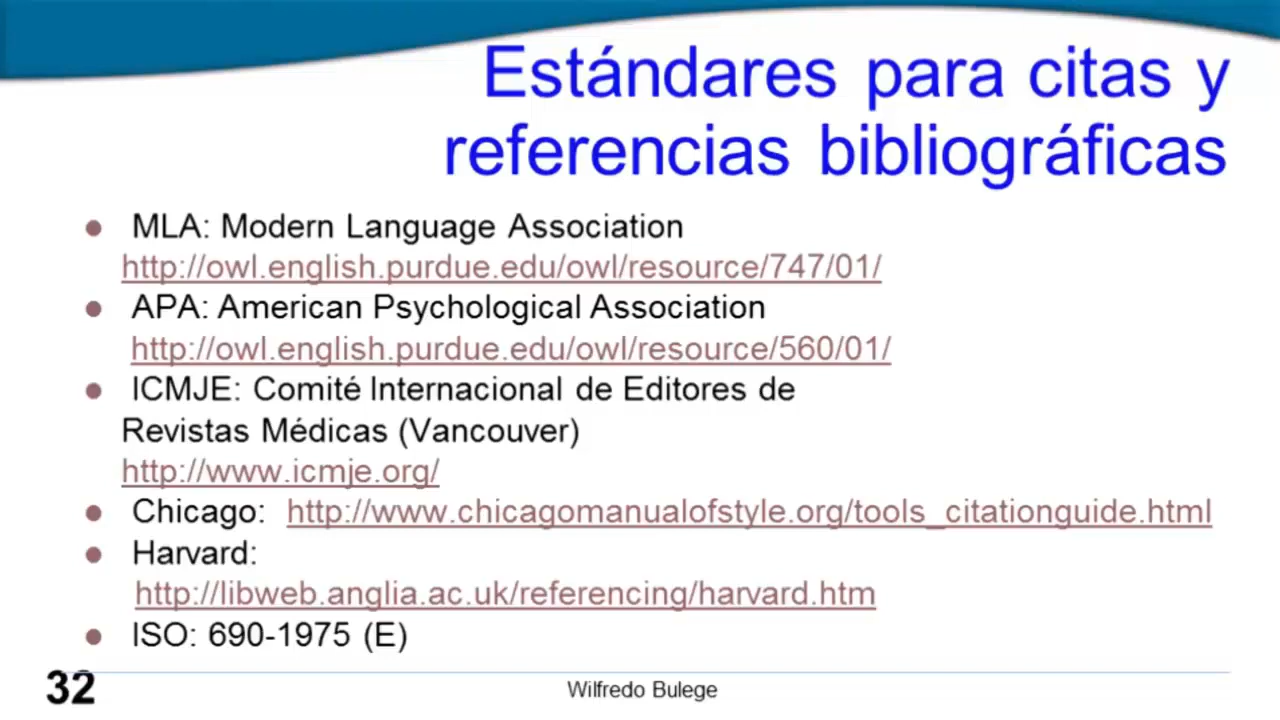 Estándares para citas y
referencias bibliográficas
● MLA: Modern Language Association
http://owl.english.purdue.edu/owl/resource/747/01/
● APA: American Psychological Association
http://owl.english.purdue.edu/owl/resource/560/01/
● ICMJE: Comité Internacional de Editores de
Revistas Médicas (Vancouver)
http://www.icmje.org/
● Chicago: http://www.chicagomanualofstyle.org/tools_citationguide.html
● Harvard:
http://libweb.anglia.ac.uk/referencing/harvard.htm
● ISO: 690-1975 (E)
32
Wilfredo Bulege